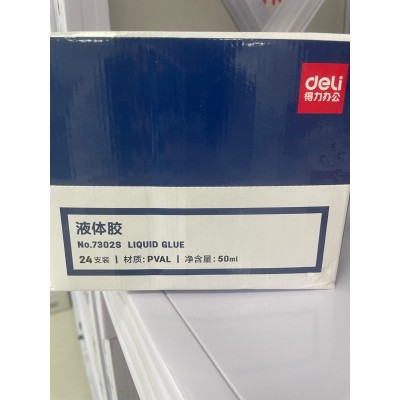 deli
得力办公
液体胶
No.7302S LIQUID GLUE
24支装 | 材质: PVAL | 净含量: 50ml